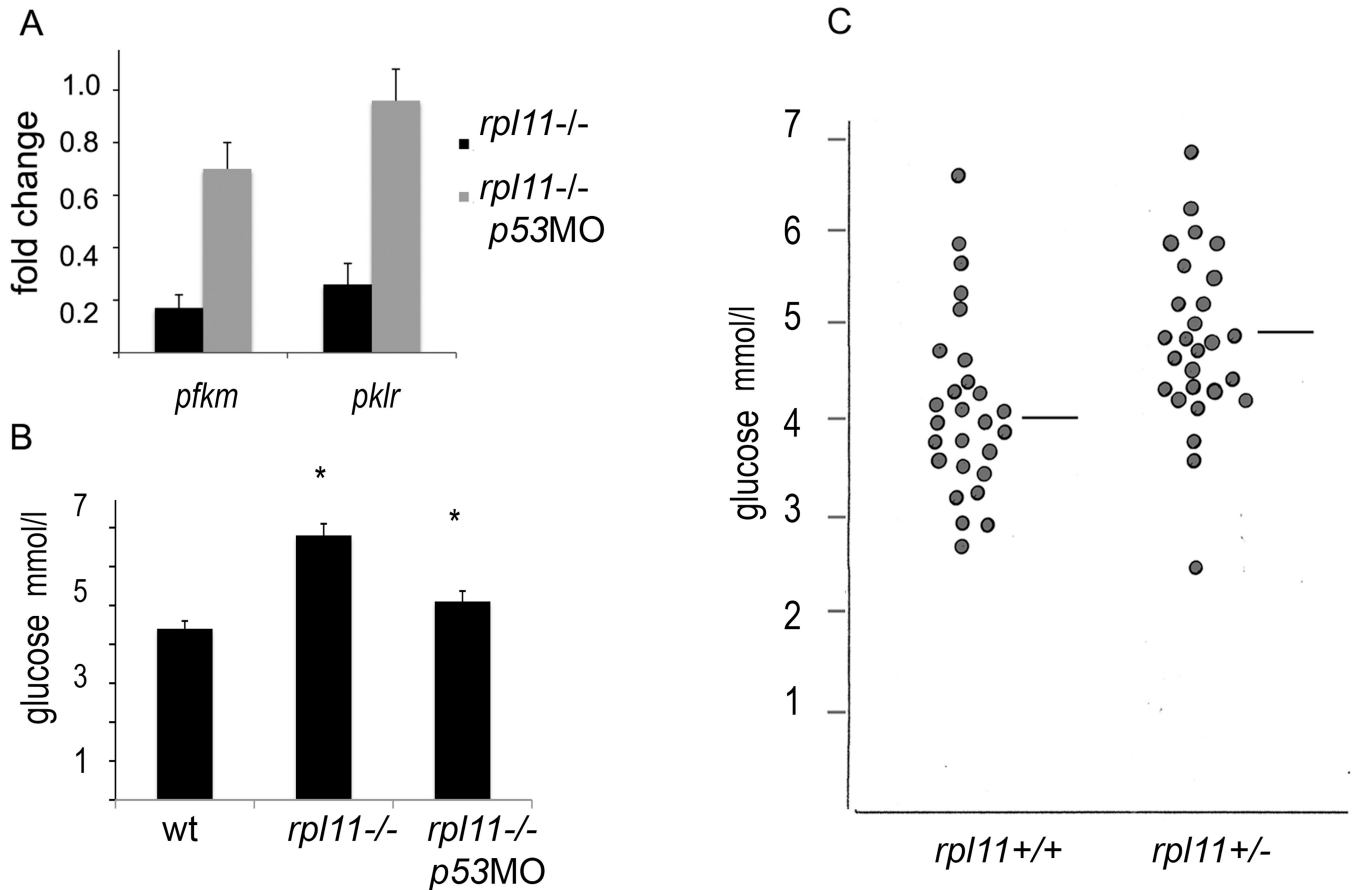 A
fold change
1.0
0.8
0.6
0.4
0.2
pfkm
pklr
rpl11-/-
rpl11-/-
p53MO
B
glucose mmol/l
7
5
3
1
*
*
wt
rpl11-/-
rpl11-/-
p53MO
C
glucose mmol/l
7
6
5
4
3
2
1
rpl11+/+
rpl11+/-